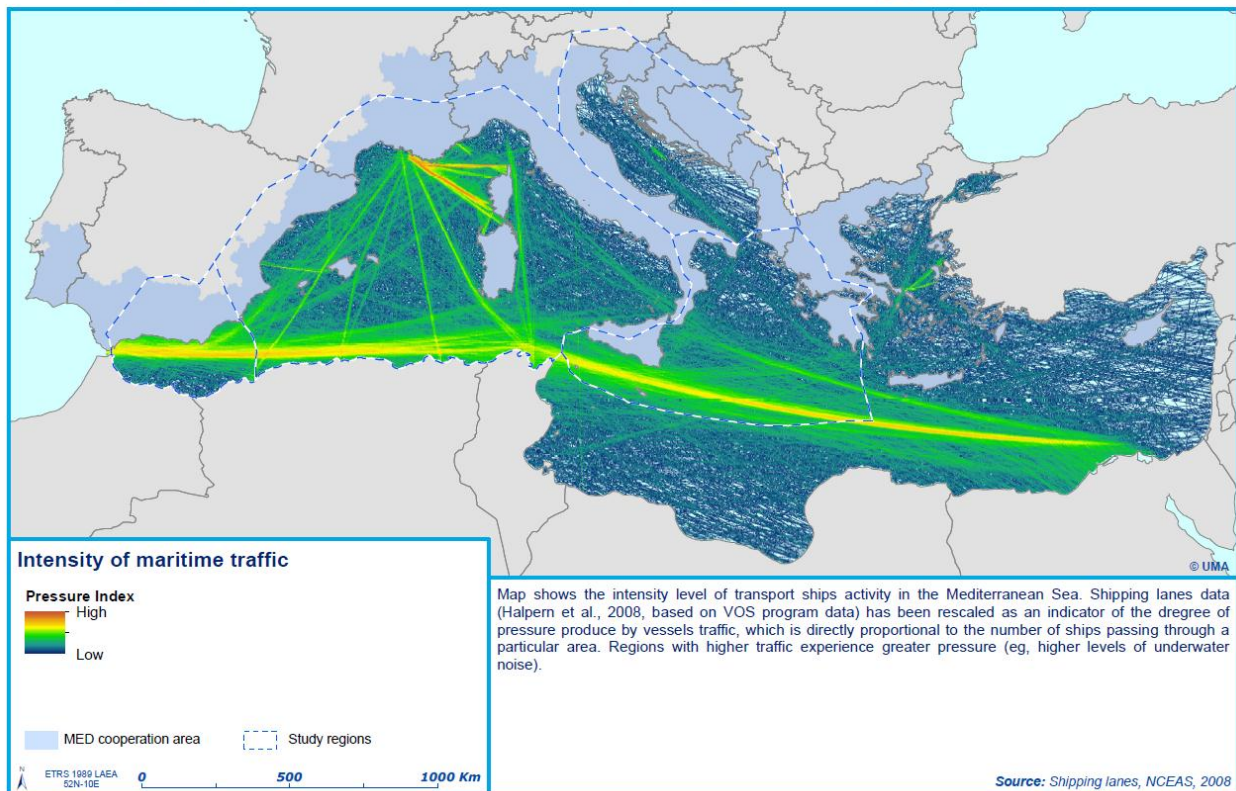 © UMA
Intensity of maritime traffic
Pressure Index
High
Low
MED cooperation area
Study regions
N
ETRS 1989 LAEA
52N-10E
0
500
1000 Km
Map shows the intensity level of transport ships activity in the Mediterranean Sea. Shipping lanes data
(Halpern et al., 2008, based on VOS program data) has been rescaled as an indicator of the dregree of
pressure produce by vessels traffic, which is directly proportional to the number of ships passing through a
particular area. Regions with higher traffic experience greater pressure (eg, higher levels of underwater
noise).
Source: Shipping lanes, NCEAS, 2008